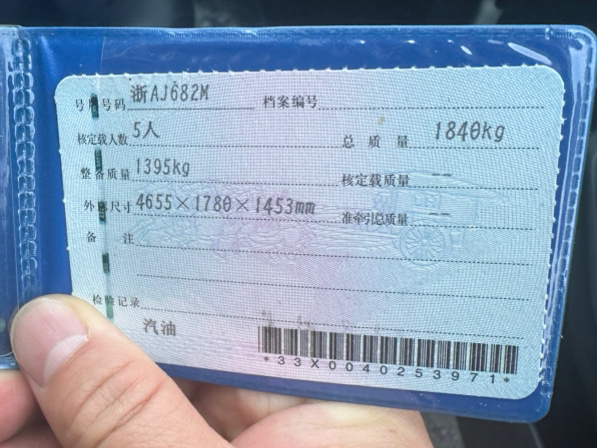 号牌号码 浙AJ682M 档案编号
核定载人数 5人 总质量 1840kg
整备质量 1395kg 核定载质量 --
外廓尺寸 4655×1780×1453mm 准牵引总质量 --
备注
检验记录
汽油
*33X0040253971*